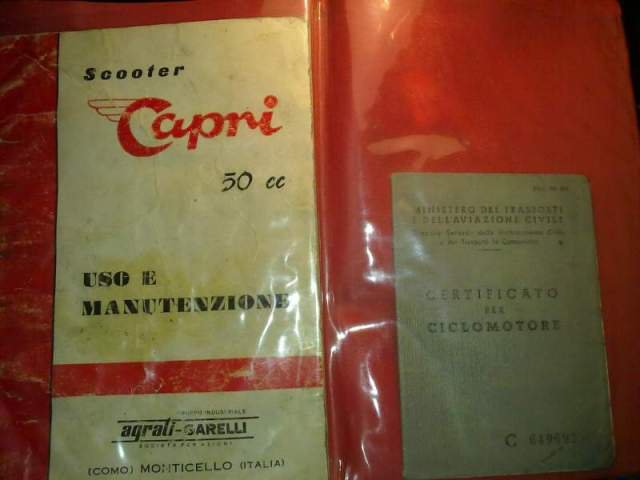 Scooter
Capri
50 cc
USO E
MANUTENZIONE
GRUPPO INDUSTRIALE
agrati-GARELLI
SOCIETÀ PER AZIONI
(COMO) MONTICELLO (ITALIA)
MINISTERO DEI TRASPORTI
E DELL'AVIAZIONE CIVILE
CERTIFICATO
PER
CICLOMOTORE
C